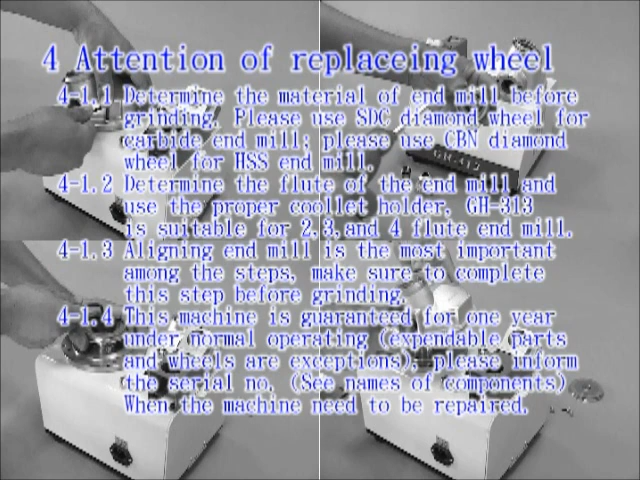 4 Attention of replaceing wheel
4-1.1 Determine the material of end mill before
grinding. Please use SDC diamond wheel for
carbide end mill; please use CBN diamond
wheel for HSS end mill.
4-1.2 Determine the flute of the end mill and
use the proper coollet holder, GH-313
is suitable for 2,3,and 4 flute end mill.
4-1.3 Aligning end mill is the most important
among the steps, make sure to complete
this step before grinding.
4-1.4 This machine is guaranteed for one year
under normal operating (expendable parts
and wheels are exceptions), please imform
the serial no. (See names of components)
When the machine need to be repaired.